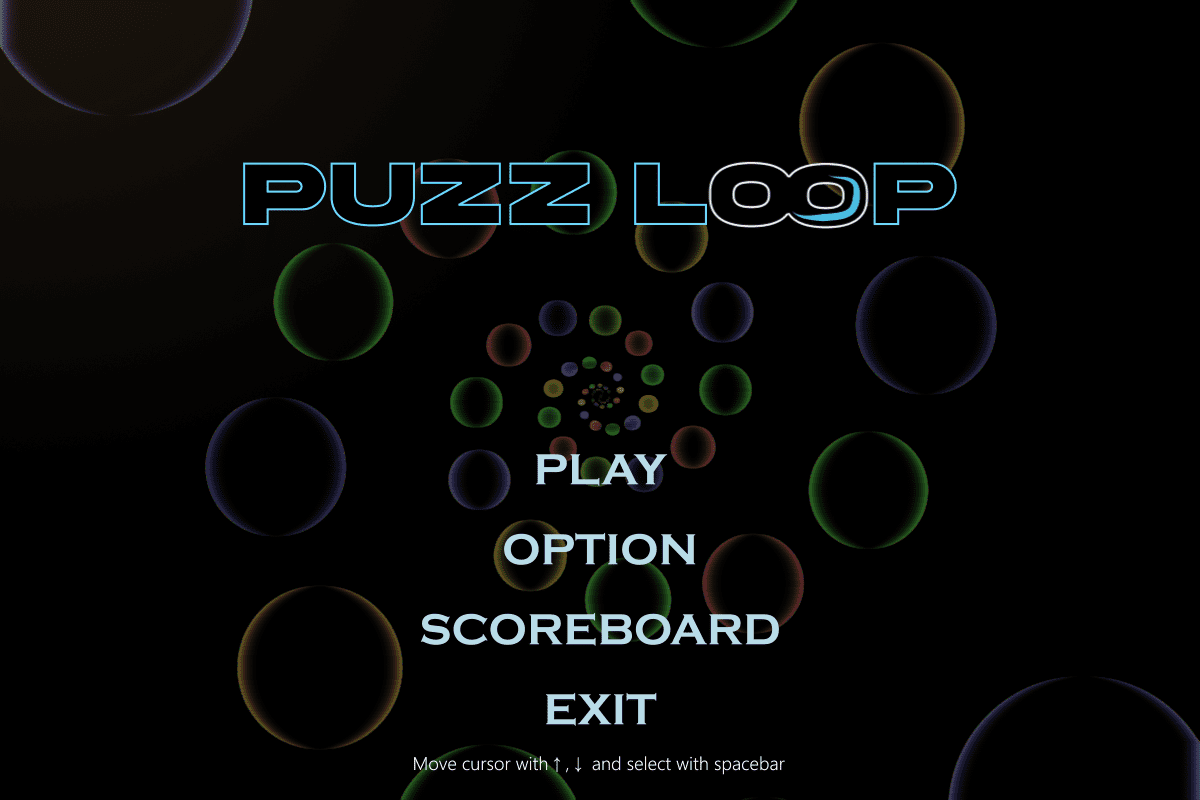 PUZZ LOOP
PLAY
OPTION
SCOREBOARD
EXIT
Move cursor with ↑ , ↓ and select with spacebar